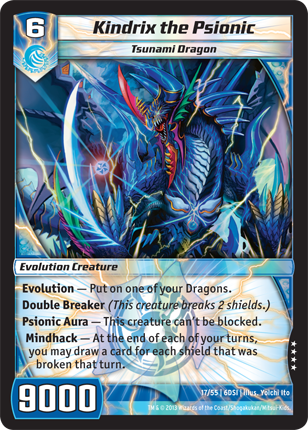 6
Kindrix the Psionic
Tsunami Dragon
Evolution Creature
Evolution — Put on one of your Dragons.
Double Breaker (This creature breaks 2 shields.)
Psionic Aura — This creature can't be blocked.
Mindhack — At the end of each of your turns,
you may draw a card for each shield that was
broken that turn.
9000
17/55 | 6DSI | Illus. Yoichi Ito
TM & © 2013 Wizards of the Coast/Shogakukan/Mitsui-Kids.